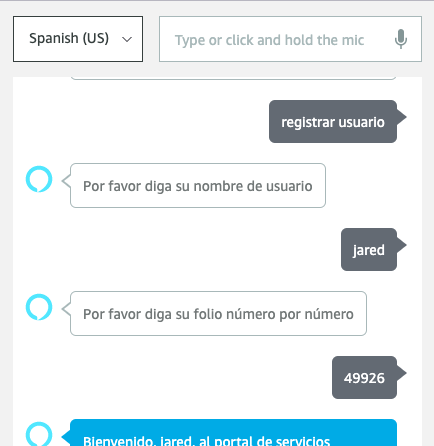 Spanish (US)
Type or click and hold the mic
registrar usuario
Por favor diga su nombre de usuario
jared
Por favor diga su folio número por número
49926
Bienvenido, jared, al portal de servicios